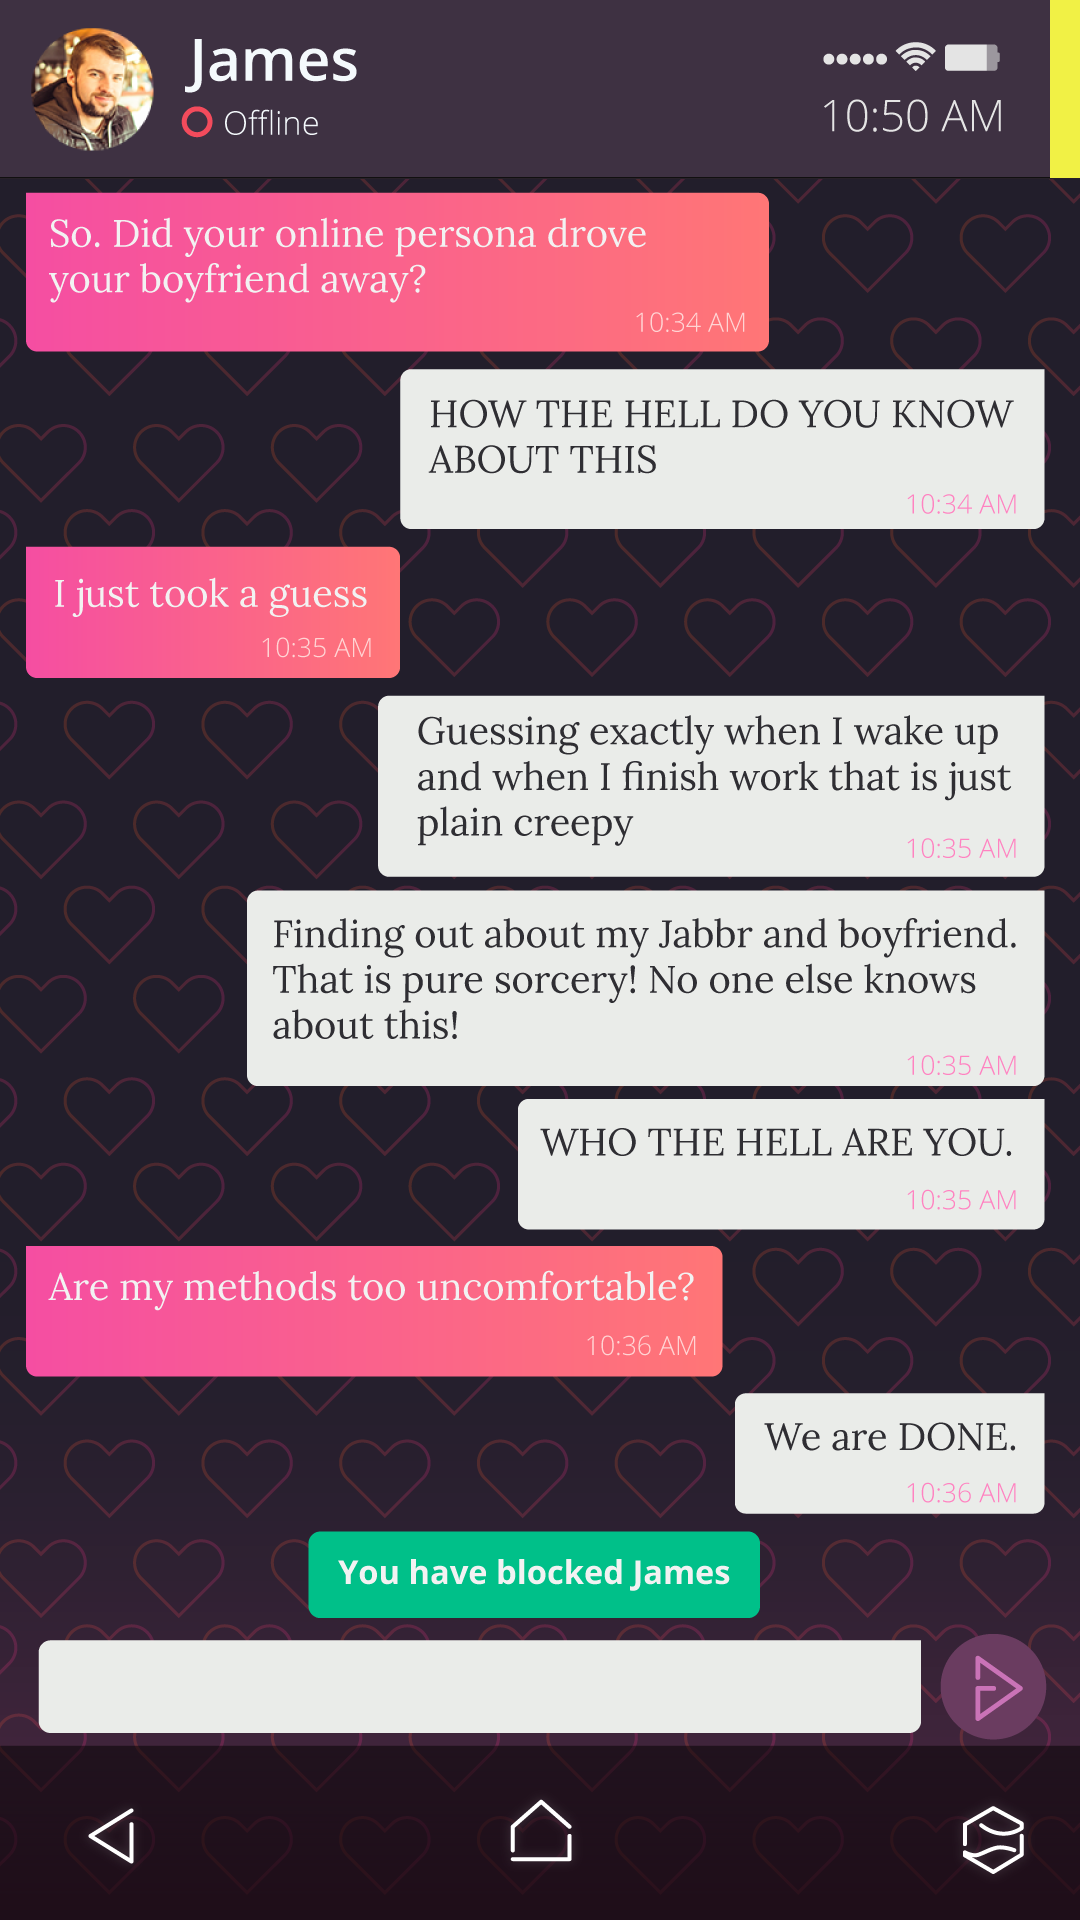 James
Offline
10:50 AM
So. Did your online persona drove
your boyfriend away?
10:34 AM
HOW THE HELL DO YOU KNOW
ABOUT THIS
10:34 AM
I just took a guess
10:35 AM
Guessing exactly when I wake up
and when I finish work that is just
plain creepy
10:35 AM
Finding out about my Jabbr and boyfriend.
That is pure sorcery! No one else knows
about this!
10:35 AM
WHO THE HELL ARE YOU.
10:35 AM
Are my methods too uncomfortable?
10:36 AM
We are DONE.
10:36 AM
You have blocked James